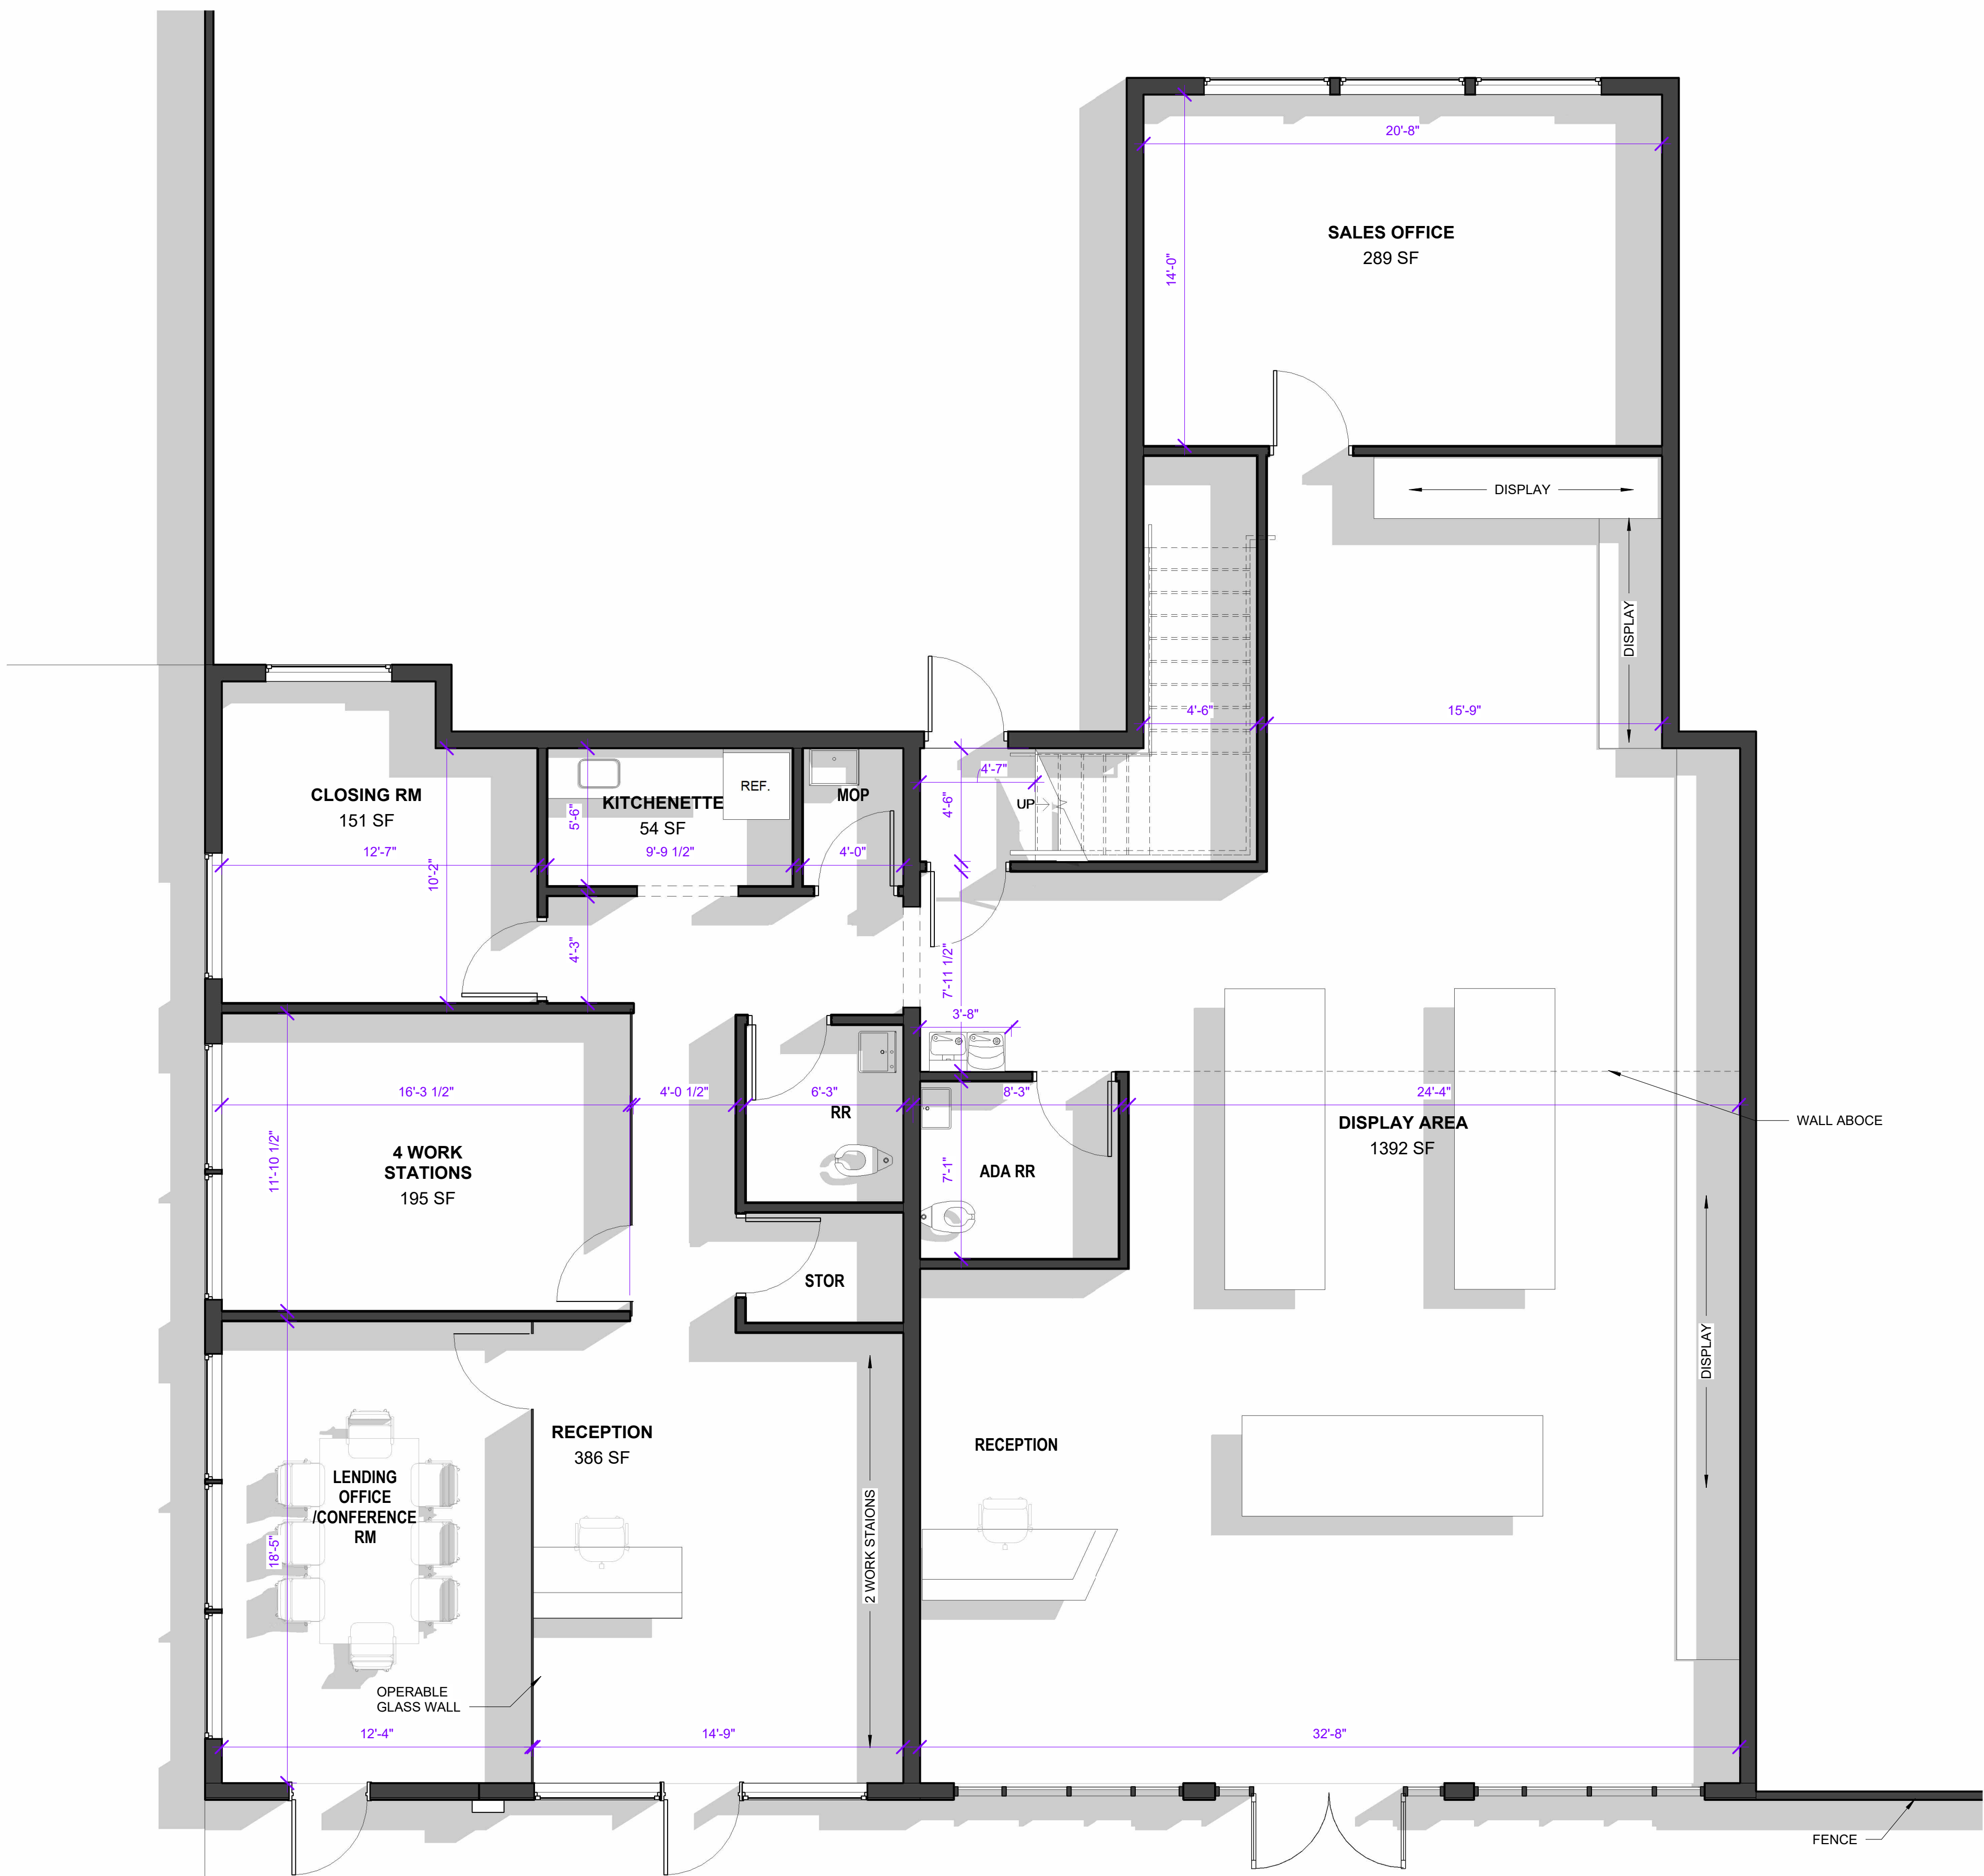 20'-8"
SALES OFFICE
289 SF
14'-0"
DISPLAY
DISPLAY
4'-6"
15'-9"
CLOSING RM
151 SF
12'-7"
10'-2"
KITCHENETTE
54 SF
5'-6"
9'-9 1/2"
REF.
MOP
4'-0"
4'-7"
4'-6"
UP
4'-3"
7'-11 1/2"
3'-8"
16'-3 1/2"
4'-0 1/2"
6'-3"
8'-3"
24'-4"
RR
WALL ABOCE
DISPLAY AREA
1392 SF
4 WORK
STATIONS
195 SF
11'-10 1/2"
ADA RR
7'-1"
STOR
DISPLAY
RECEPTION
386 SF
RECEPTION
LENDING
OFFICE
/CONFERENCE
RM
18'-5"
2 WORK STAIONS
OPERABLE
GLASS WALL
12'-4"
14'-9"
32'-8"
FENCE